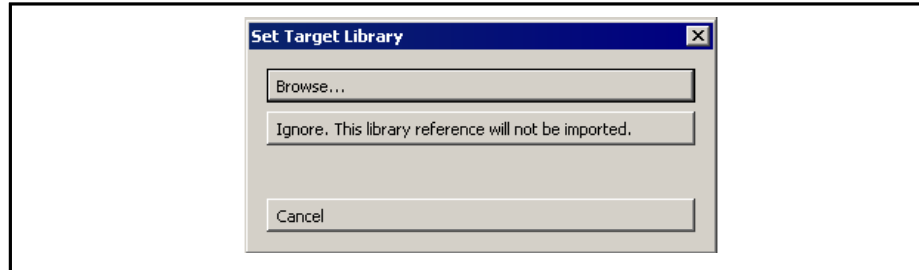 Set Target Library
Browse...
Ignore. This library reference will not be imported.
Cancel